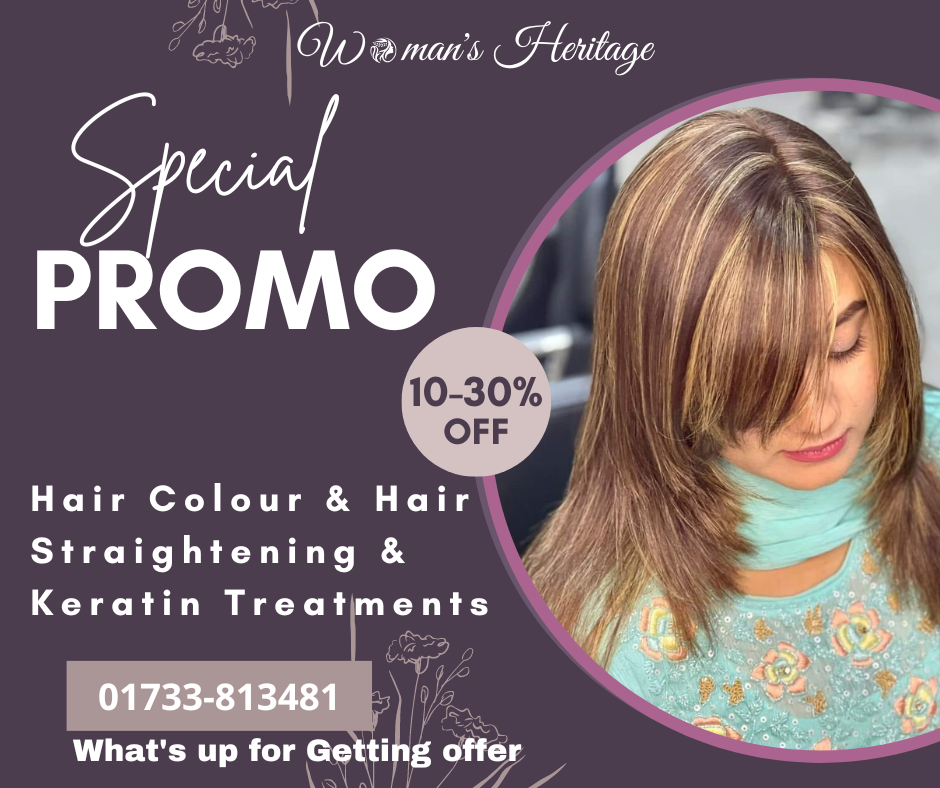 Woman's Heritage
Special
PROMO
10-30%
OFF
Hair Colour & Hair
Straightening &
Keratin Treatments
01733-813481
What's up for Getting offer